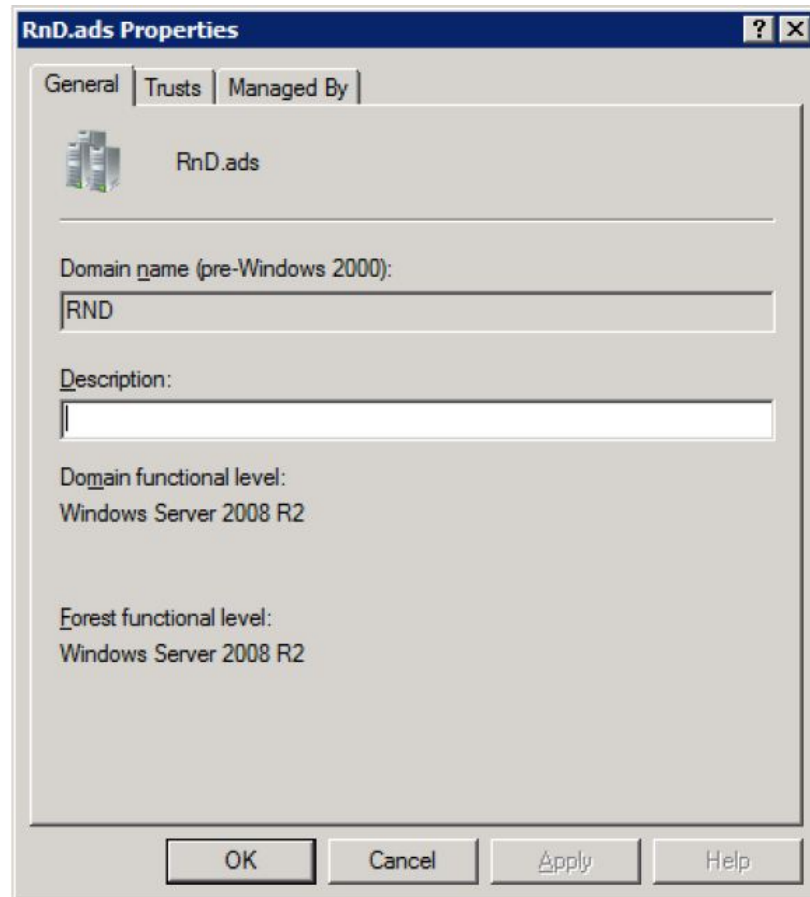 RnD.ads Properties
General Trusts Managed By
RnD.ads
Domain name (pre-Windows 2000):
RND
Description:
Domain functional level:
Windows Server 2008 R2
Forest functional level:
Windows Server 2008 R2
OK Cancel Apply Help